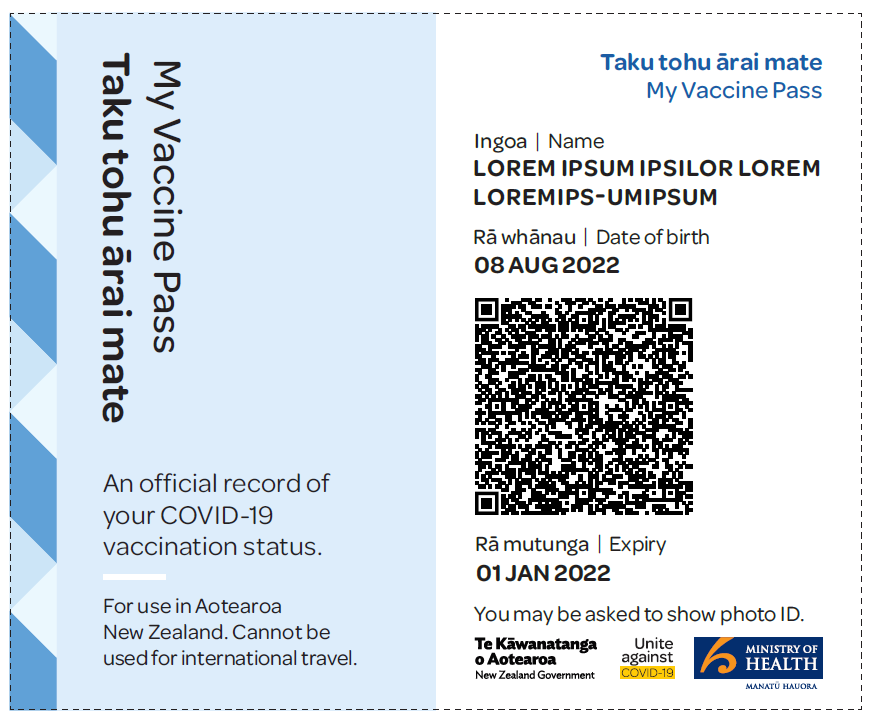 Taku tohu ārai mate
My Vaccine Pass
An official record of
your COVID-19
vaccination status.
For use in Aotearoa
New Zealand. Cannot be
used for international travel.
Taku tohu ārai mate
My Vaccine Pass
Ingoa | Name
LOREM IPSUM IPSILOR LOREM
LOREMIPS-UMIPSUM
Rā whānau | Date of birth
08 AUG 2022
Rā mutunga | Expiry
01 JAN 2022
You may be asked to show photo ID.
Te Kāwanatanga
o Aotearoa
New Zealand Government
Unite
against
COVID-19
MINISTRY OF
HEALTH
MANATŪ HAUORA